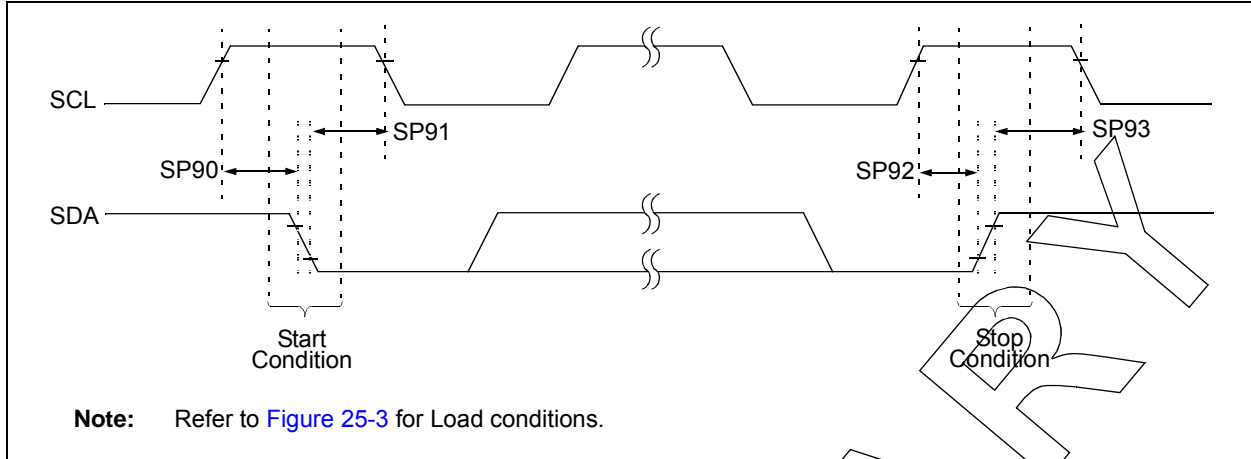 SCL
SP91
SP93
SP90
SP92
SDA
Start
Condition
Stop
Condition
Note: Refer to Figure 25-3 for Load conditions.
R
Y